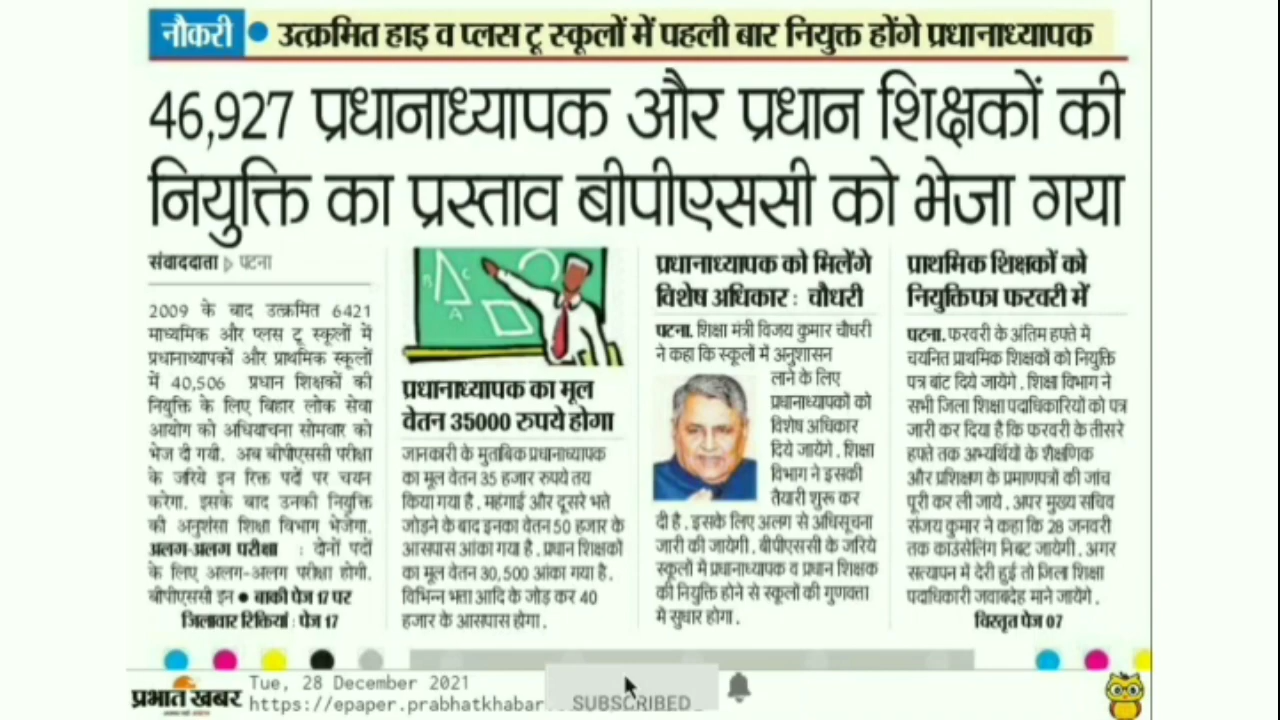 नौकरी
उत्क्रमित हाइ व प्लस टू स्कूलों में पहली बार नियुक्त होंगे प्रधानाध्यापक
46,927 प्रधानाध्यापक और प्रधान शिक्षकों की
नियुक्ति का प्रस्ताव बीपीएससी को भेजा गया
संवाददाता ▷ पटना
2009 के बाद उत्क्रमित 6421
माध्यमिक और प्लस टू स्कूलों में
प्रधानाध्यापकों और प्राथमिक स्कूलों
में 40,506 प्रधान शिक्षकों की
नियुक्ति के लिए बिहार लोक सेवा
आयोग को अधियाचना सोमवार को
भेज दी गयी. अब बीपीएससी परीक्षा
के जरिये इन रिक्त पदों पर चयन
करेगा. इसके बाद उनकी नियुक्ति
की अनुशंसा शिक्षा विभाग भेजेगा.
अलग-अलग परीक्षा : दोनों पदों
के लिए अलग-अलग परीक्षा होगी.
बीपीएससी इन ● बाकी पेज 17 पर
जिलावार रिक्तियां : पेज 17
B C
A
प्रधानाध्यापक का मूल
वेतन 35000 रुपये होगा
जानकारी के मुताबिक प्रधानाध्यापक
का मूल वेतन 35 हजार रुपये तय
किया गया है. महंगाई और दूसरे भत्ते
जोड़ने के बाद इनका वेतन 50 हजार के
आसपास आंका गया है. प्रधान शिक्षकों
का मूल वेतन 30,500 आंका गया है.
विभिन्न भत्ता आदि के जोड़ कर 40
हजार के आसपास होगा.
प्रधानाध्यापक को मिलेंगे
विशेष अधिकार : चौधरी
पटना. शिक्षा मंत्री विजय कुमार चौधरी
ने कहा कि स्कूलों में अनुशासन
लाने के लिए
प्रधानाध्यापकों को
विशेष अधिकार
दिये जायेंगे. शिक्षा
विभाग ने इसकी
तैयारी शुरू कर
दी है. इसके लिए अलग से अधिसूचना
जारी की जायेगी. बीपीएससी के जरिये
स्कूलों में प्रधानाध्यापक व प्रधान शिक्षक
की नियुक्ति होने से स्कूलों की गुणवत्ता
में सुधार होगा.
प्राथमिक शिक्षकों को
नियुक्तिपत्र फरवरी में
पटना. फरवरी के अंतिम हफ्ते में
चयनित प्राथमिक शिक्षकों को नियुक्ति
पत्र बांट दिये जायेंगे. शिक्षा विभाग ने
सभी जिला शिक्षा पदाधिकारियों को पत्र
जारी कर दिया है कि फरवरी के तीसरे
हफ्ते तक अभ्यर्थियों के शैक्षणिक
और प्रशिक्षण के प्रमाणपत्रों की जांच
पूरी कर ली जाये. अपर मुख्य सचिव
संजय कुमार ने कहा कि 28 जनवरी
तक काउंसेलिंग निबट जायेगी. अगर
सत्यापन में देरी हुई तो जिला शिक्षा
पदाधिकारी जवाबदेह माने जायेंगे.
विस्तृत पेज 07
प्रभात खबर
Tue, 28 December 2021
https://epaper.prabhatkhabar
SUBSCRIBED